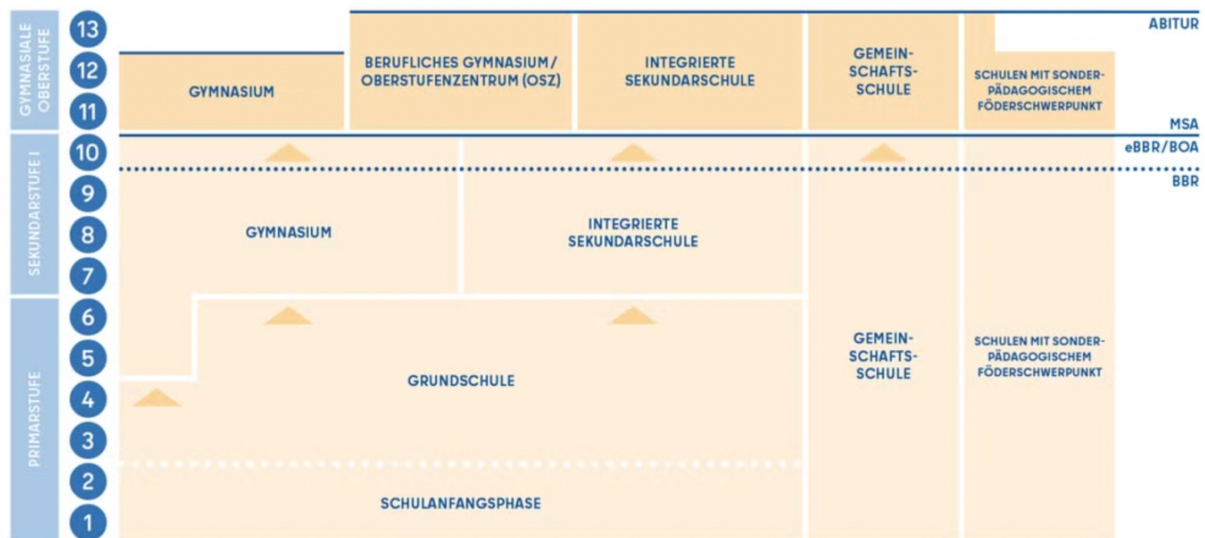 GYMNASIALE
OBERSTUFE
SEKUNDARSTUFE I
PRIMARSTUFE
13
12
11
10
9
8
7
6
5
4
3
2
1
GYMNASIUM
BERUFLICHES GYMNASIUM/
OBERSTUFENZENTRUM (OSZ)
INTEGRIERTE
SEKUNDARSCHULE
GEMEIN-
SCHAFTS-
SCHULE
SCHULEN MIT SONDER-
PÄDAGOGISCHEM
FÖDERSCHWERPUNKT
ABITUR
MSA
eBBR/BOA
BBR
GYMNASIUM
INTEGRIERTE
SEKUNDARSCHULE
GRUNDSCHULE
SCHULANFANGSPHASE
GEMEIN-
SCHAFTS-
SCHULE
SCHULEN MIT SONDER-
PÄDAGOGISCHEM
FÖDERSCHWERPUNKT